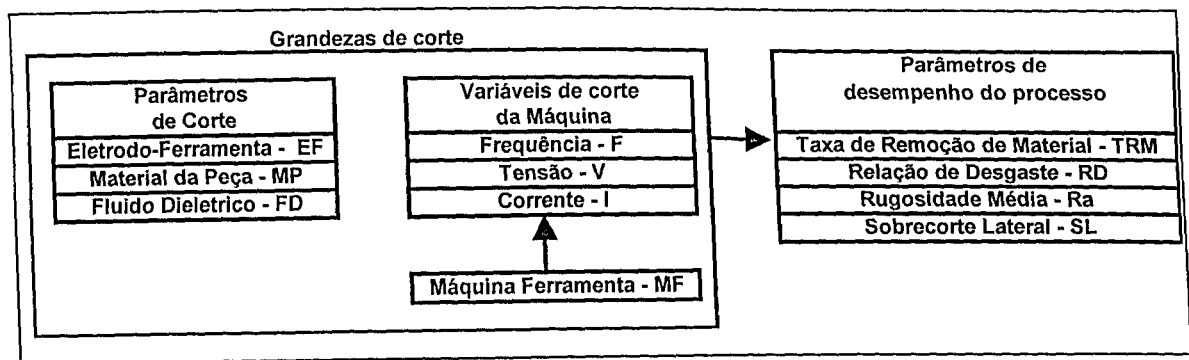 Grandezas de corte
Parâmetros
de Corte
Eletrodo-Ferramenta - EF
Material da Peça - MP
Fluido Dieletrico - FD
Variáveis de corte
da Máquina
Frequência - F
Tensão - V
Corrente - I
Máquina Ferramenta - MF
Parâmetros de
desempenho do processo
Taxa de Remoção de Material - TRM
Relação de Desgaste - RD
Rugosidade Média - Ra
Sobrecorte Lateral - SL